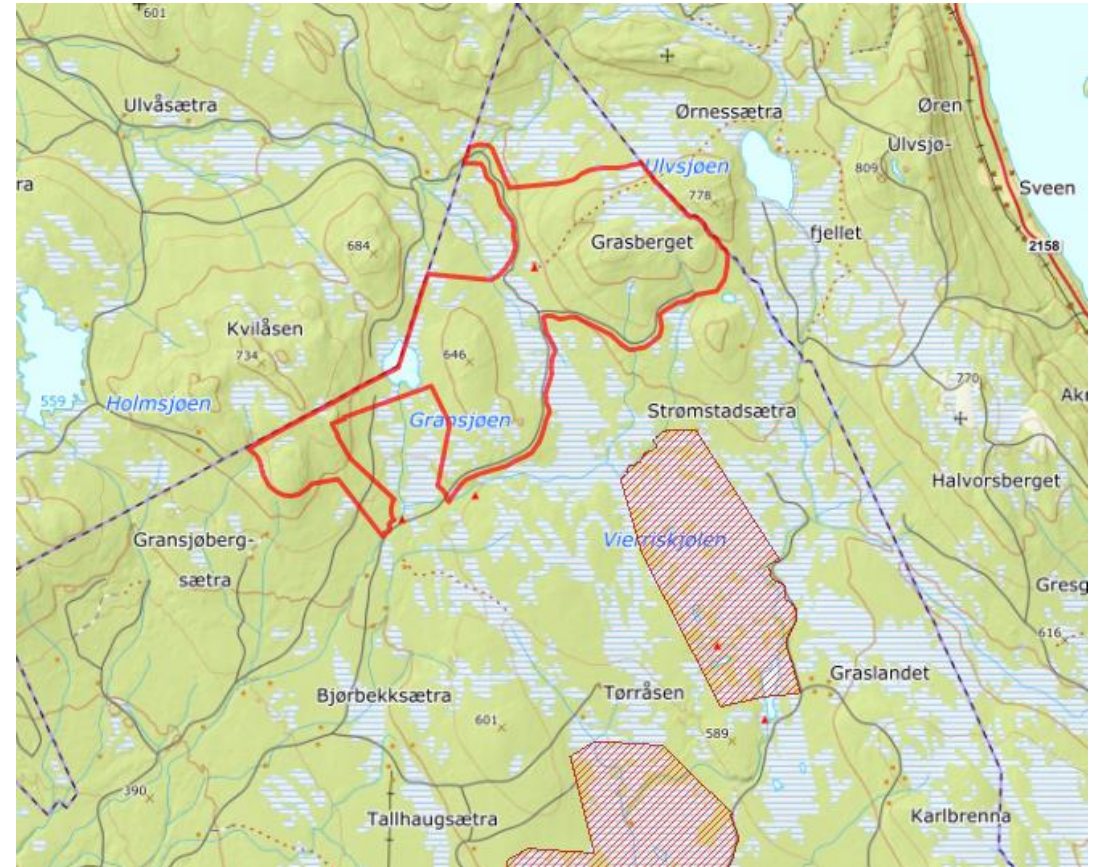 601
Ulvåsætra
Ørnessætra
Øren
Ulvsjø-
fjellet
ra
Ulvsjøen
809
Sveen
778
684
Grasberget
2158
Kvilåsen
734
646
559
Holmsjøen
Gransjøen
Strømstadsætra
770
Ake
Halvorsberget
Gransjøberg-
sætra
Vierriskjølen
Gresg
616
Graslandet
Bjørbekksætra
Tørråsen
601
589
390
Tallhaugsætra
Karlbrenna